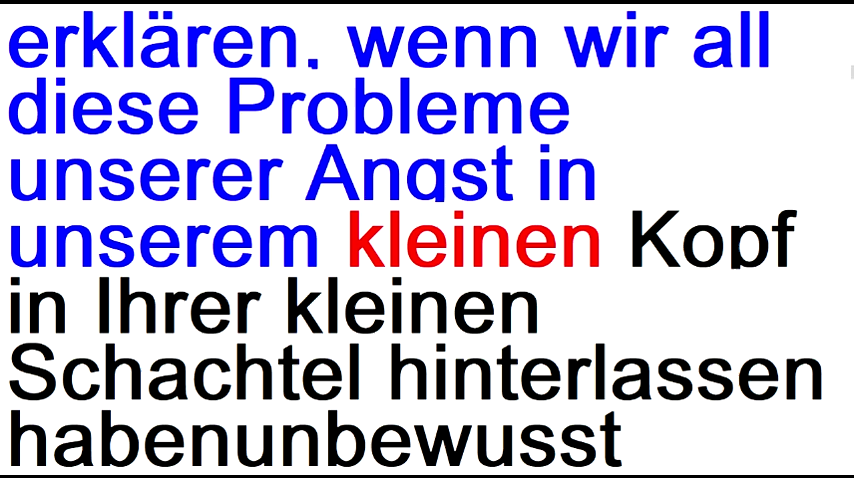 erklären, wenn wir all
diese Probleme
unserer Angst in
unserem kleinen Kopf
in Ihrer kleinen
Schachtel hinterlassen
habenunbewusst